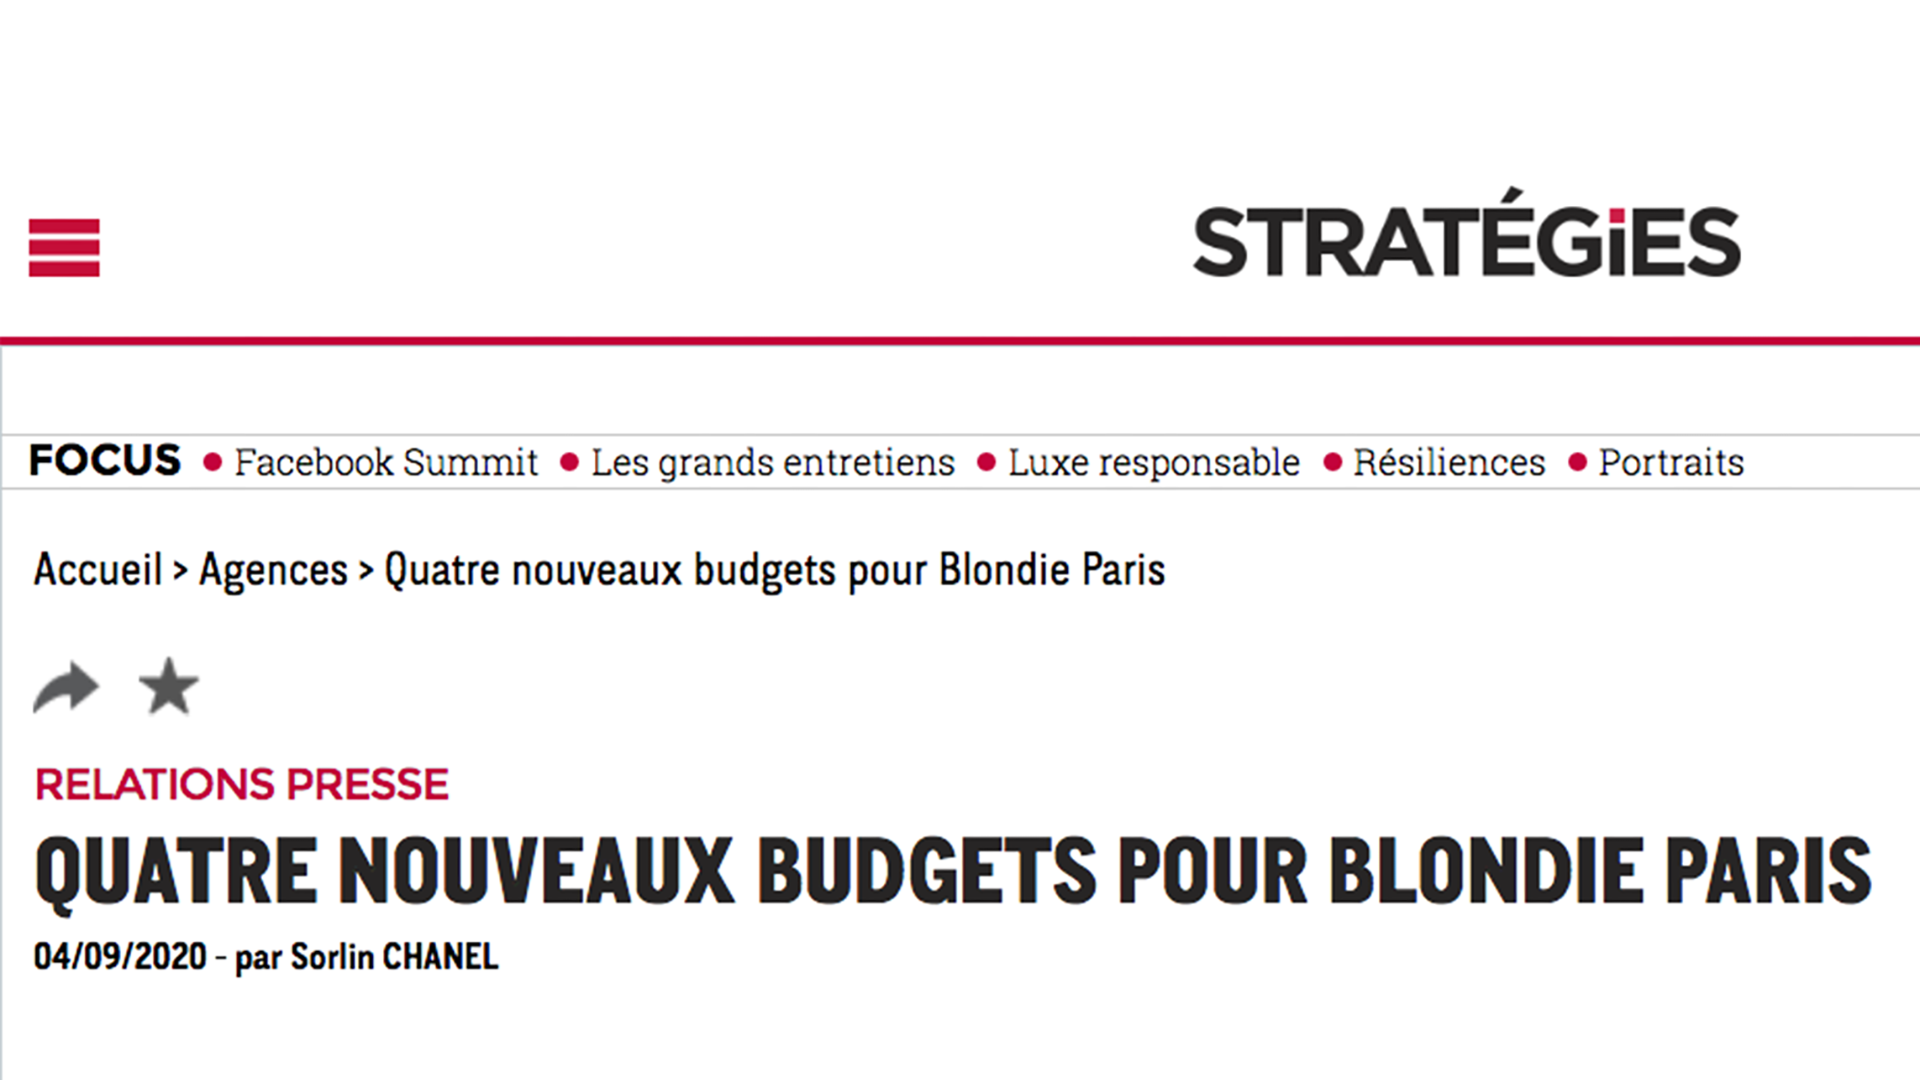 STRATÉGiES
FOCUS • Facebook Summit • Les grands entretiens • Luxe responsable • Résiliences • Portraits
Accueil > Agences > Quatre nouveaux budgets pour Blondie Paris
RELATIONS PRESSE
QUATRE NOUVEAUX BUDGETS POUR BLONDIE PARIS
04/09/2020 - par Sorlin CHANEL